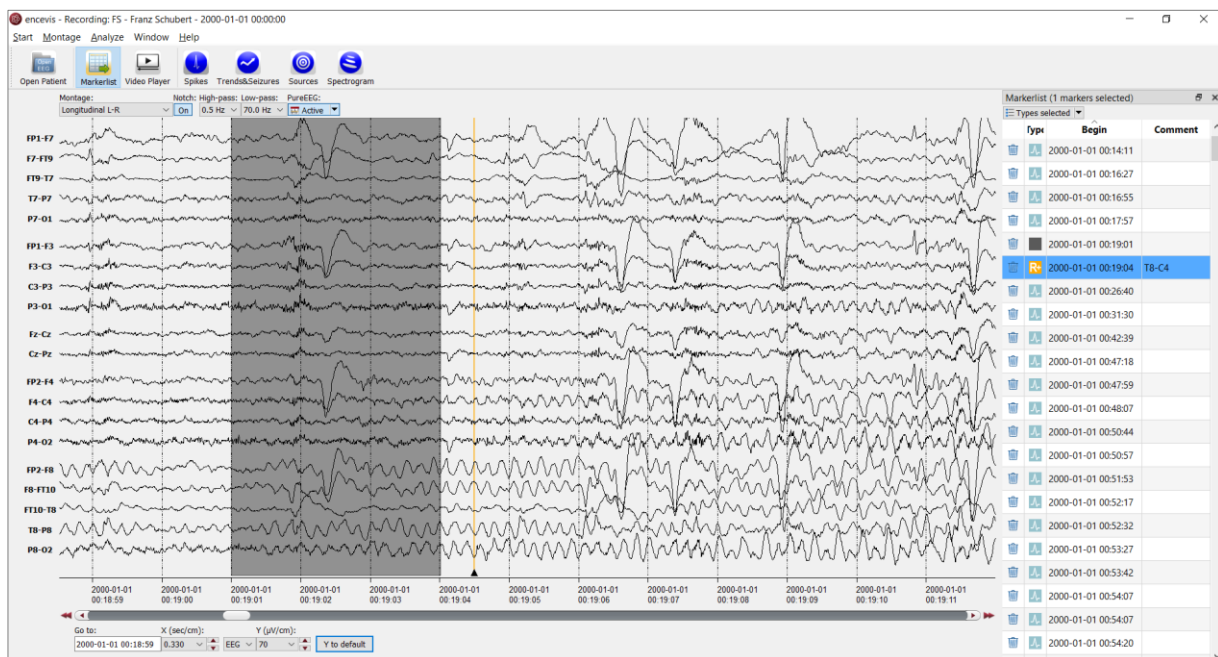 encevis - Recording: FS - Franz Schubert - 2000-01-01 00:00:00
Start Montage Analyze Window Help
Open Patient Markerlist Video Player Spikes Trends&Seizures Sources Spectrogram
Montage: Notch: High-pass: Low-pass: PureEEG:
Longitudinal L-R On 0.5 Hz 70.0 Hz Active
FP1-F7
F7-FT9
FT9-T7
T7-P7
P7-O1
FP1-F3
F3-C3
C3-P3
P3-O1
Fz-Cz
Cz-Pz
FP2-F4
F4-C4
C4-P4
P4-O2
FP2-F8
F8-FT10
FT10-T8
T8-P8
P8-O2
2000-01-01 2000-01-01 2000-01-01 2000-01-01 2000-01-01 2000-01-01 2000-01-01 2000-01-01 2000-01-01 2000-01-01 2000-01-01 2000-01-01 2000-01-01
00:18:59 00:19:00 00:19:01 00:19:02 00:19:03 00:19:04 00:19:05 00:19:06 00:19:07 00:19:08 00:19:09 00:19:10 00:19:11
Go to: X (sec/cm): Y (µV/cm):
2000-01-01 00:18:59 0.330 EEG 70 Y to default
Markerlist (1 markers selected)
Types selected
Type Begin Comment
2000-01-01 00:14:11
2000-01-01 00:16:27
2000-01-01 00:16:55
2000-01-01 00:17:57
2000-01-01 00:19:01
R 2000-01-01 00:19:04 T8-C4
2000-01-01 00:26:40
2000-01-01 00:31:30
2000-01-01 00:42:39
2000-01-01 00:47:18
2000-01-01 00:47:59
2000-01-01 00:48:07
2000-01-01 00:50:44
2000-01-01 00:50:57
2000-01-01 00:51:53
2000-01-01 00:52:17
2000-01-01 00:52:32
2000-01-01 00:53:27
2000-01-01 00:53:42
2000-01-01 00:54:07
2000-01-01 00:54:07
2000-01-01 00:54:20